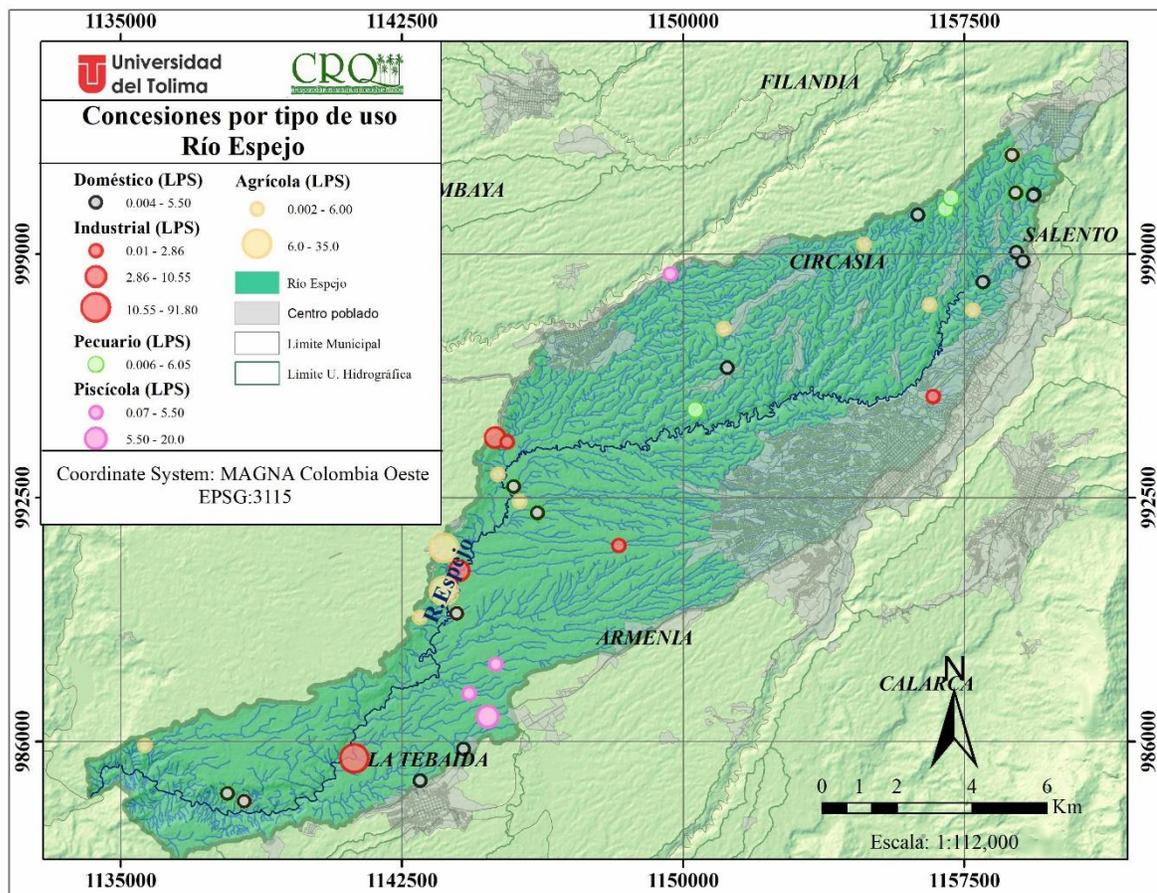 1135000 1142500 1150000 1157500
Universidad
del Tolima
CRQ
Concesiones por tipo de uso
Río Espejo
Doméstico (LPS)
0.004 - 5.50
Industrial (LPS)
0.01 - 2.86
2.86 - 10.55
10.55 - 91.80
Pecuario (LPS)
0.006 - 6.05
Piscícola (LPS)
0.07 - 5.50
5.50 - 20.0
Agrícola (LPS)
0.002 - 6.00
6.0 - 35.0
Río Espejo
Centro poblado
Limite Municipal
Limite U. Hidrográfica
Coordinate System: MAGNA Colombia Oeste
EPSG:3115
FILANDIA
MBAYA
SALENTO
CIRCASIA
R.Espejo
ARMENIA
CALARCA
LA TEBAIDA
N
0 1 2 4 6
Km
Escala: 1:112,000
999000
992500
986000
999000
992500
986000
1135000 1142500 1150000 1157500